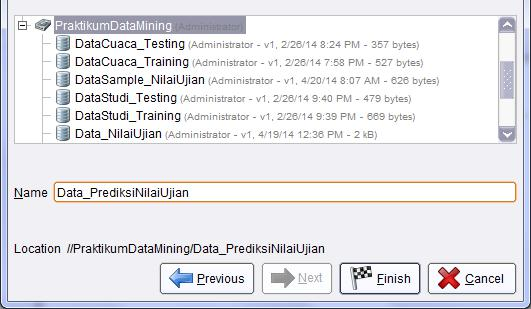 PraktikumDataMining (Administrator)
DataCuaca_Testing (Administrator - v1, 2/26/14 8:24 PM - 357 bytes)
DataCuaca_Training (Administrator - v1, 2/26/14 7:58 PM - 527 bytes)
DataSample_NilaiUjian (Administrator - v1, 4/20/14 8:07 AM - 626 bytes)
DataStudi_Testing (Administrator - v1, 2/26/14 9:40 PM - 479 bytes)
DataStudi_Training (Administrator - v1, 2/26/14 9:39 PM - 669 bytes)
Data_NilaiUjian (Administrator - v1, 4/19/14 12:36 PM - 2 kB)
Name Data_PrediksiNilaiUjian
Location //PraktikumDataMining/Data_PrediksiNilaiUjian
Previous Next Finish Cancel